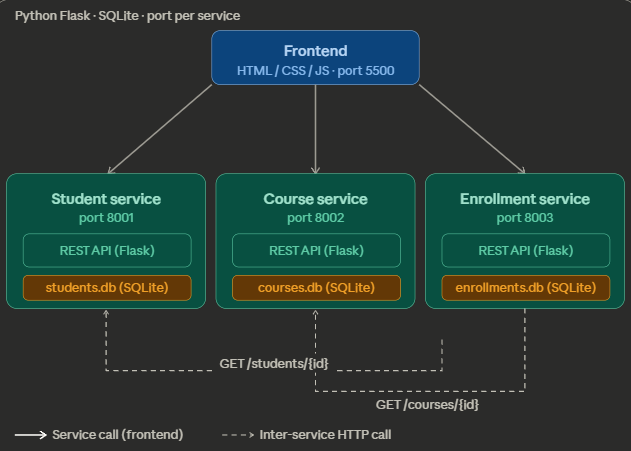 Python Flask · SQLite · port per service
Frontend
HTML / CSS / JS · port 5500
Student service
port 8001
REST API (Flask)
students.db (SQLite)
Course service
port 8002
REST API (Flask)
courses.db (SQLite)
Enrollment service
port 8003
REST API (Flask)
enrollments.db (SQLite)
GET /students/{id}
GET /courses/{id}
Service call (frontend)
Inter-service HTTP call